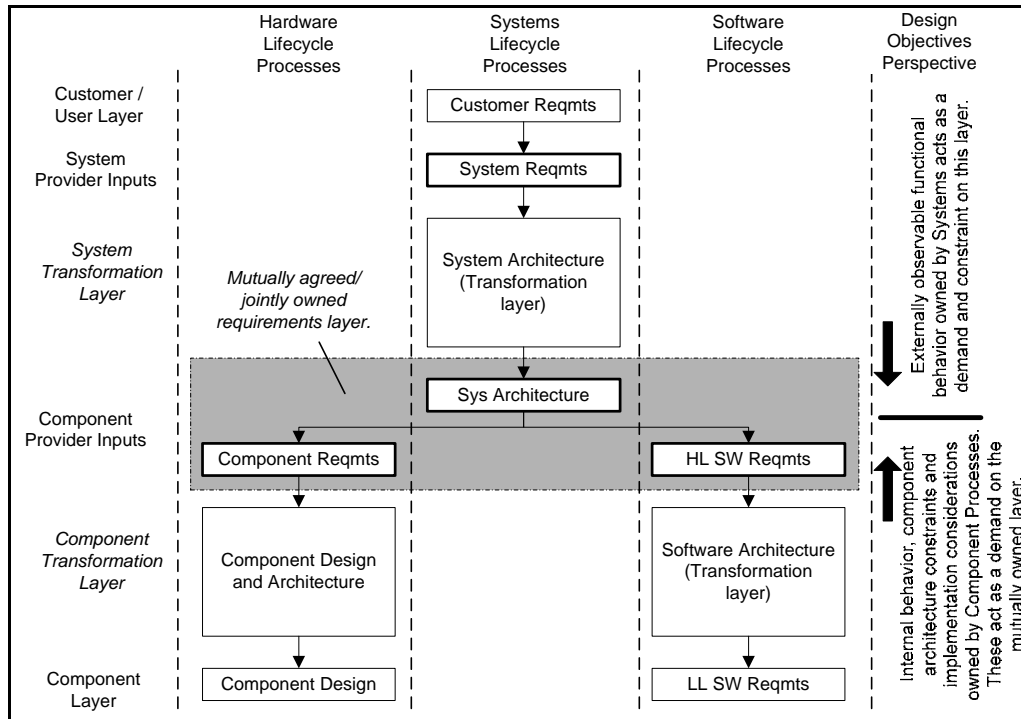 Hardware
Lifecycle
Processes
Systems
Lifecycle
Processes
Software
Lifecycle
Processes
Design
Objectives
Perspective
Customer /
User Layer
Customer Reqmts
System
Provider Inputs
System Reqmts
System
Transformation
Layer
System Architecture
(Transformation
layer)
Mutually agreed/
jointly owned
requirements layer.
Externally observable functional
behavior owned by Systems acts as a
demand and constraint on this layer.
Sys Architecture
Component
Provider Inputs
Component Reqmts
HL SW Reqmts
Component
Transformation
Layer
Component Design
and Architecture
Software Architecture
(Transformation
layer)
Internal behavior, component
architecture constraints and
implementation considerations
owned by Component Processes.
These act as a demand on the
mutually owned layer.
Component
Layer
Component Design
LL SW Reqmts